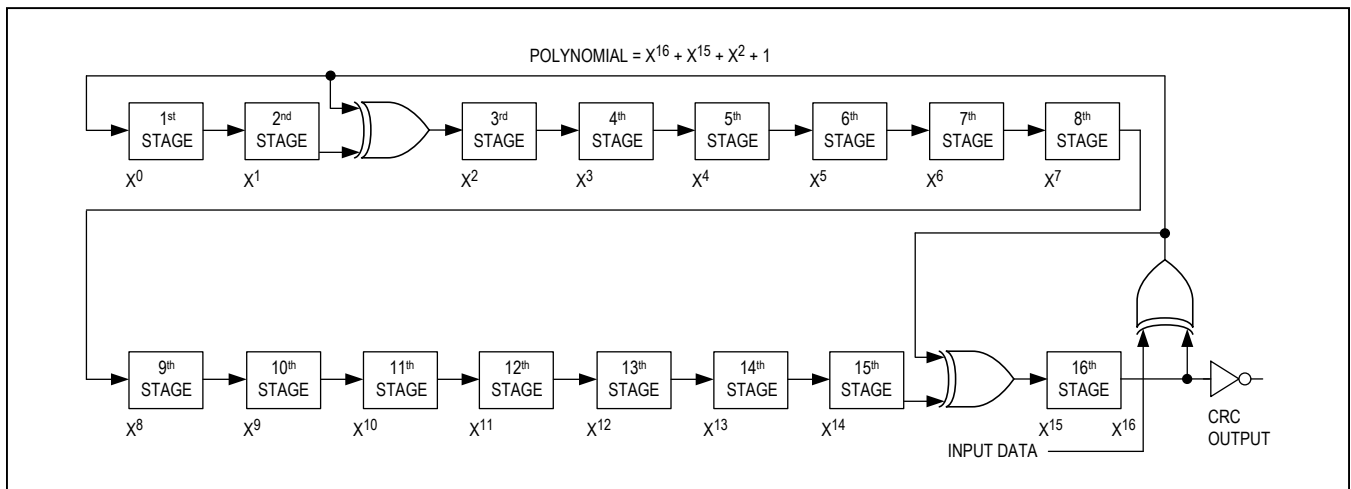 POLYNOMIAL = X16 + X15 + X2 + 1
1st STAGE
2nd STAGE
3rd STAGE
4th STAGE
5th STAGE
6th STAGE
7th STAGE
8th STAGE
X0 X1 X2 X3 X4 X5 X6 X7
9th STAGE
10th STAGE
11th STAGE
12th STAGE
13th STAGE
14th STAGE
15th STAGE
16th STAGE
X8 X9 X10 X11 X12 X13 X14 X15 X16
CRC
OUTPUT
INPUT DATA